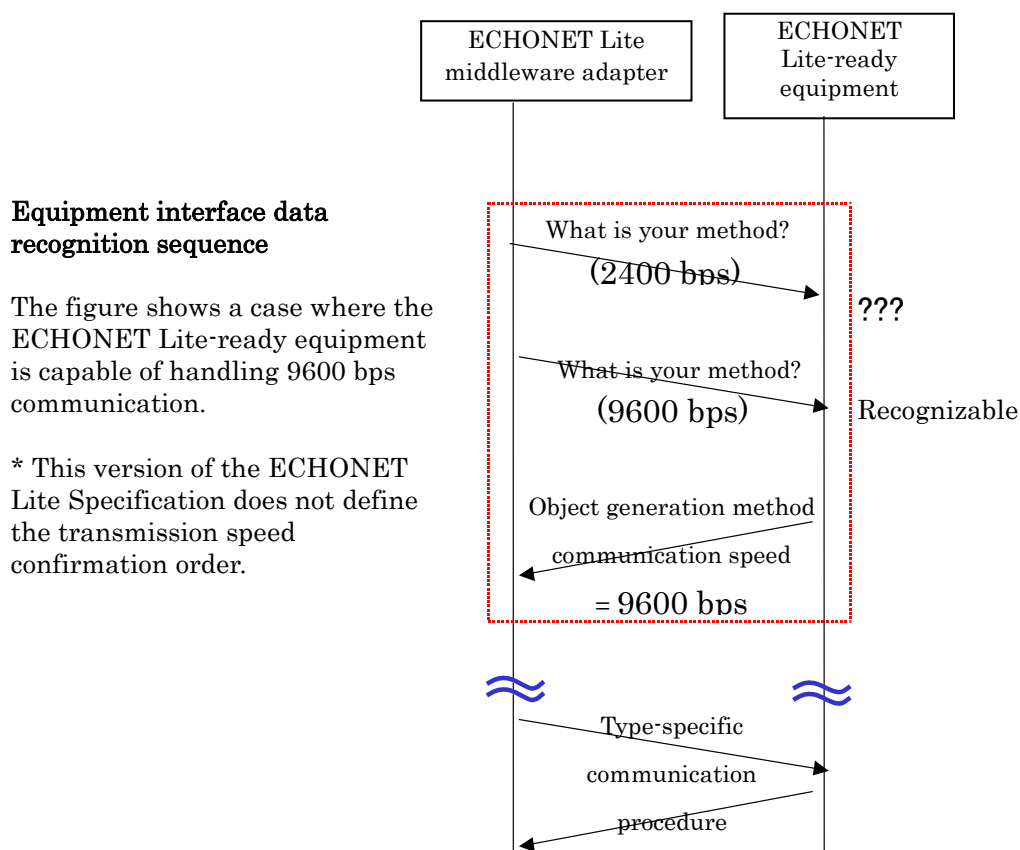 ECHONET Lite
middleware adapter
ECHONET
Lite-ready
equipment
Equipment interface data
recognition sequence
The figure shows a case where the
ECHONET Lite-ready equipment
is capable of handling 9600 bps
communication.
* This version of the ECHONET
Lite Specification does not define
the transmission speed
confirmation order.
What is your method?
(2400 bps)
???
What is your method?
(9600 bps)
Recognizable
Object generation method
communication speed
= 9600 bps
Type-specific
communication
procedure